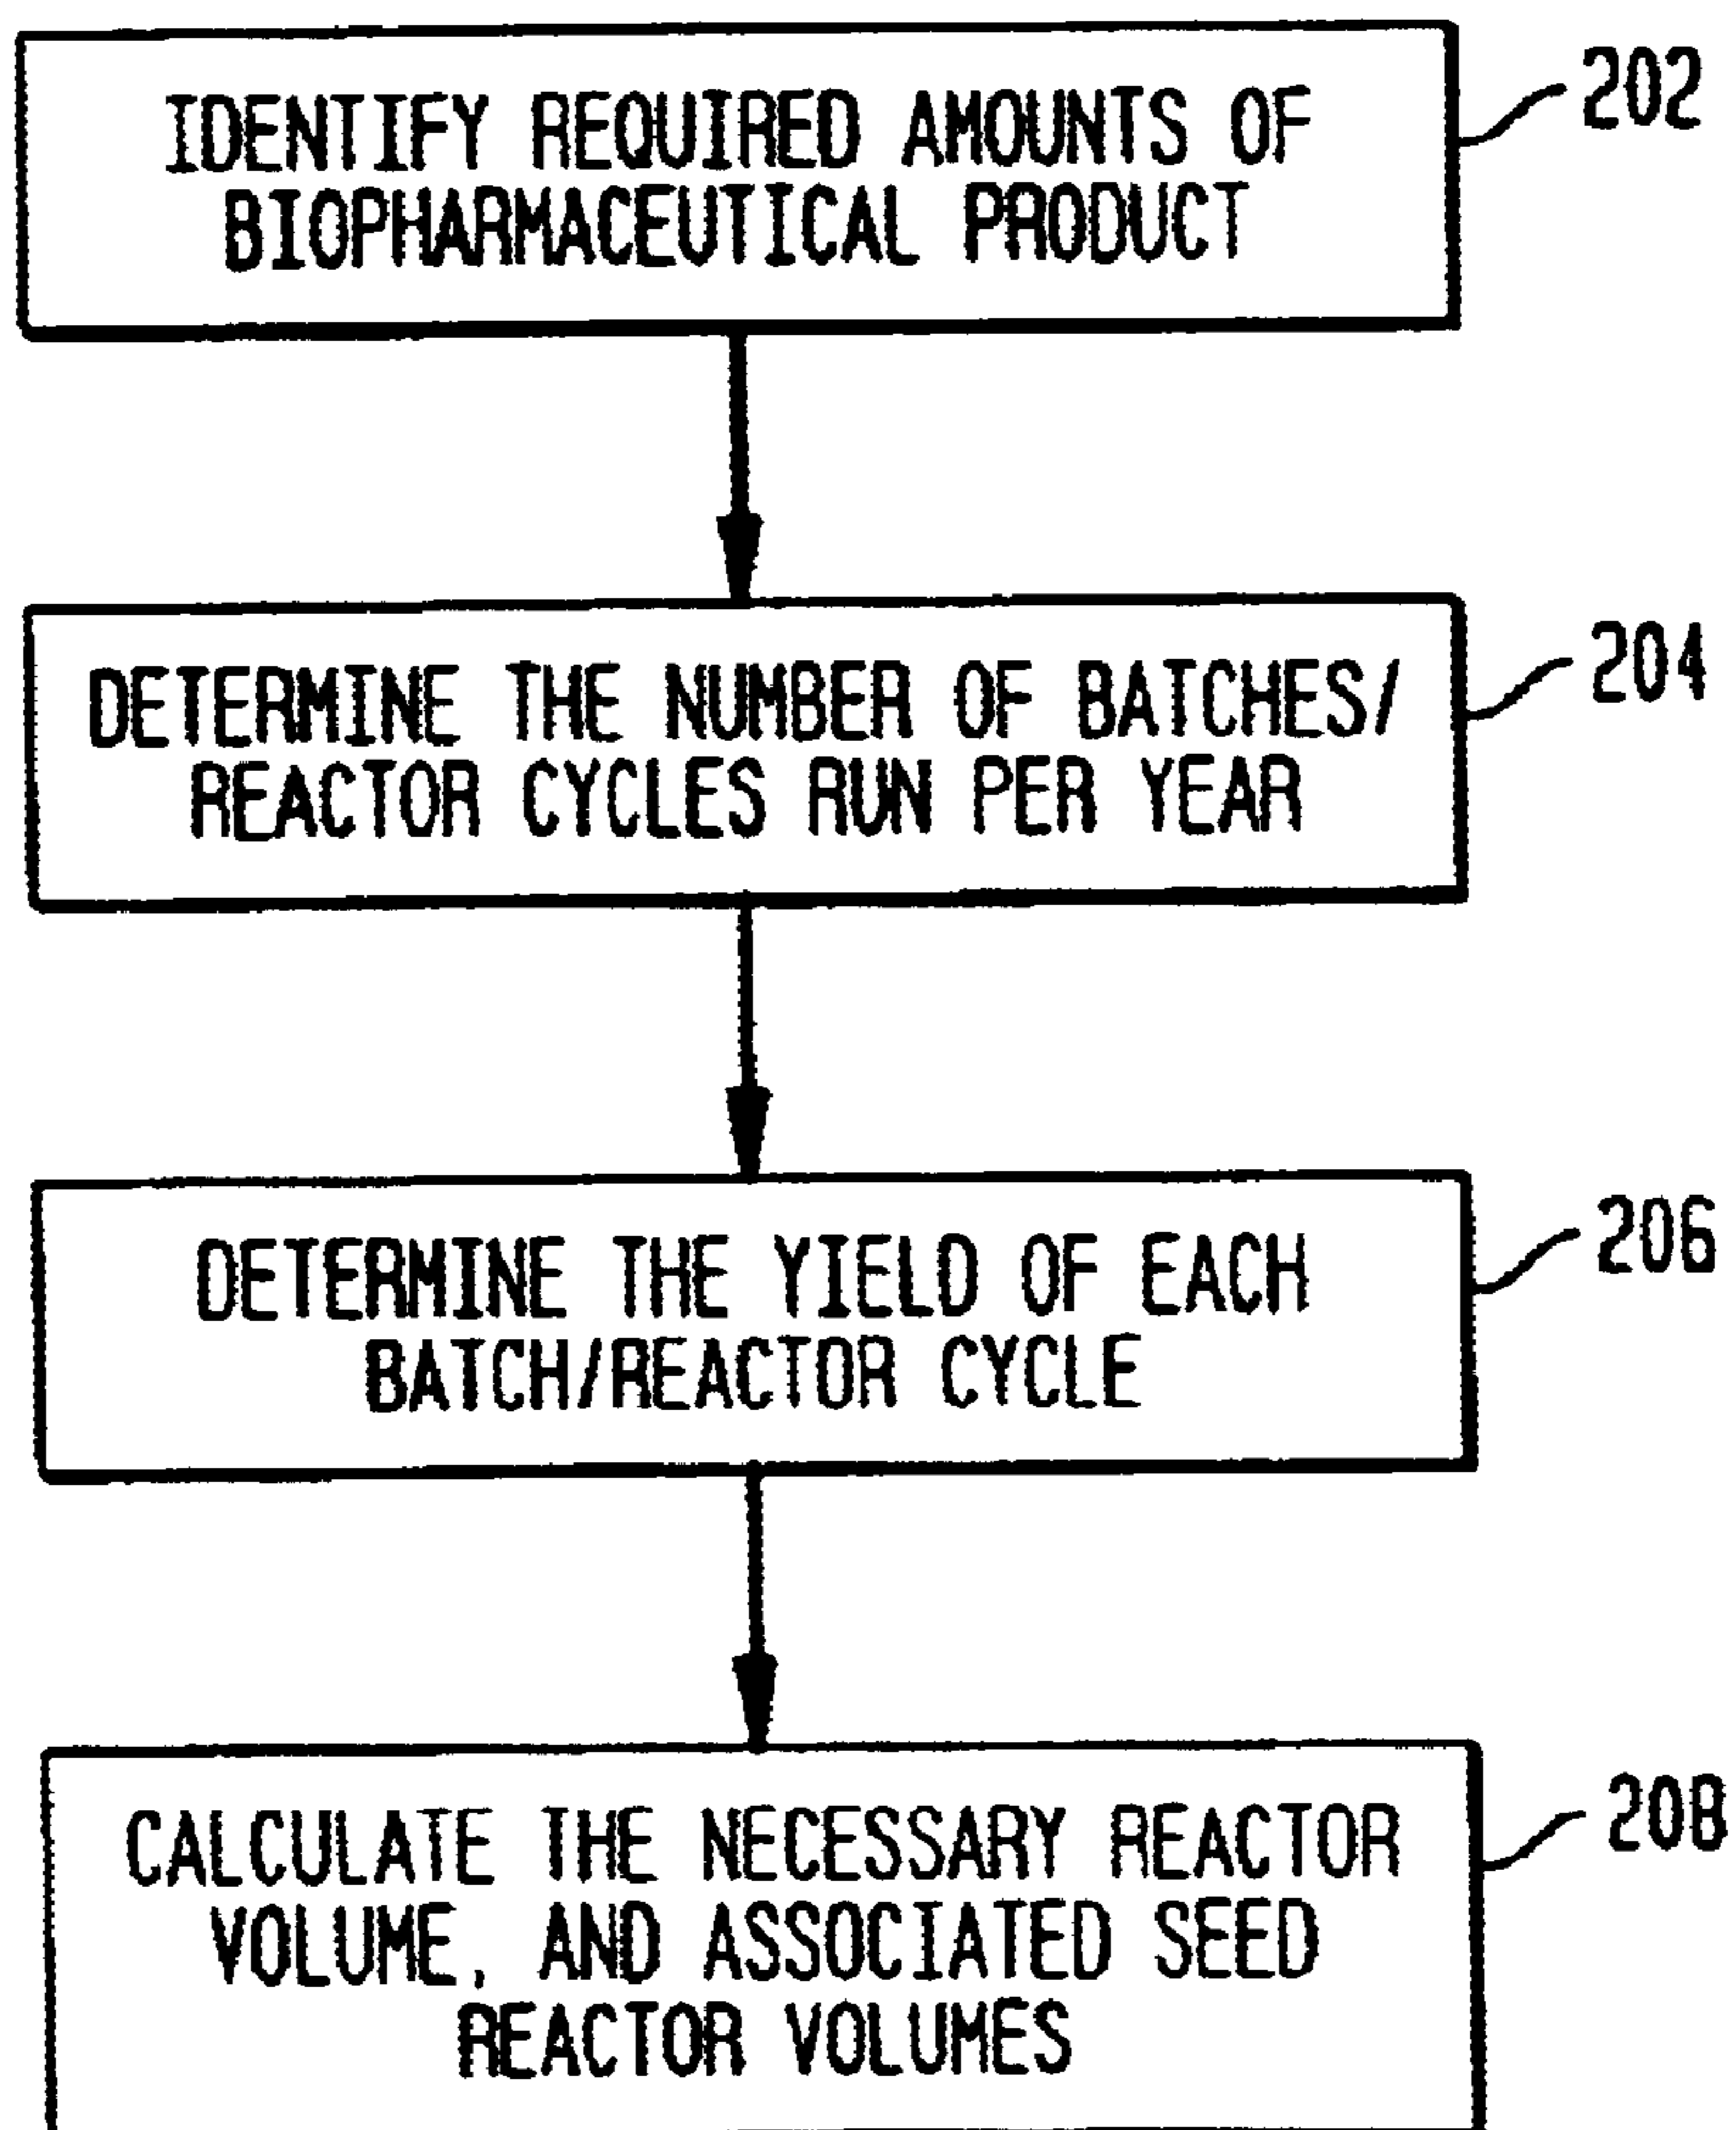 IDENTIFY REQUIRED AMOUNTS OF
BIOPHARMACEUTICAL PRODUCT
202
DETERMINE THE NUMBER OF BATCHES/
REACTOR CYCLES RUN PER YEAR
204
DETERMINE THE YIELD OF EACH
BATCH/REACTOR CYCLE
206
CALCULATE THE NECESSARY REACTOR
VOLUME, AND ASSOCIATED SEED
REACTOR VOLUMES
208